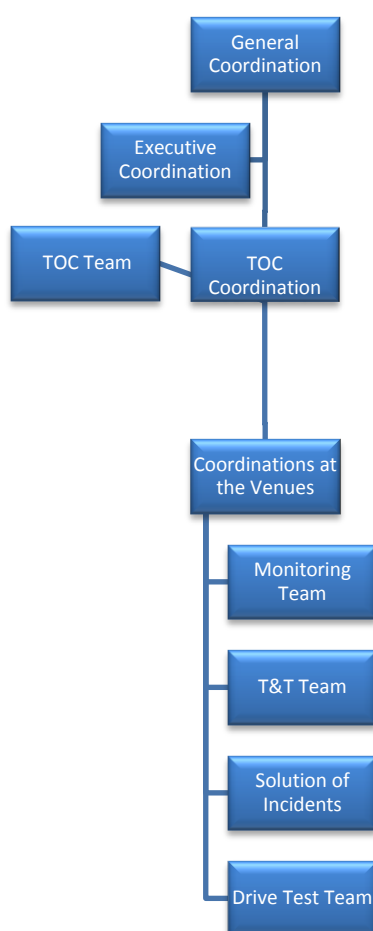 General
Coordination
Executive
Coordination
TOC Team
TOC
Coordination
Coordinations at
the Venues
Monitoring
Team
T&T Team
Solution of
Incidents
Drive Test Team